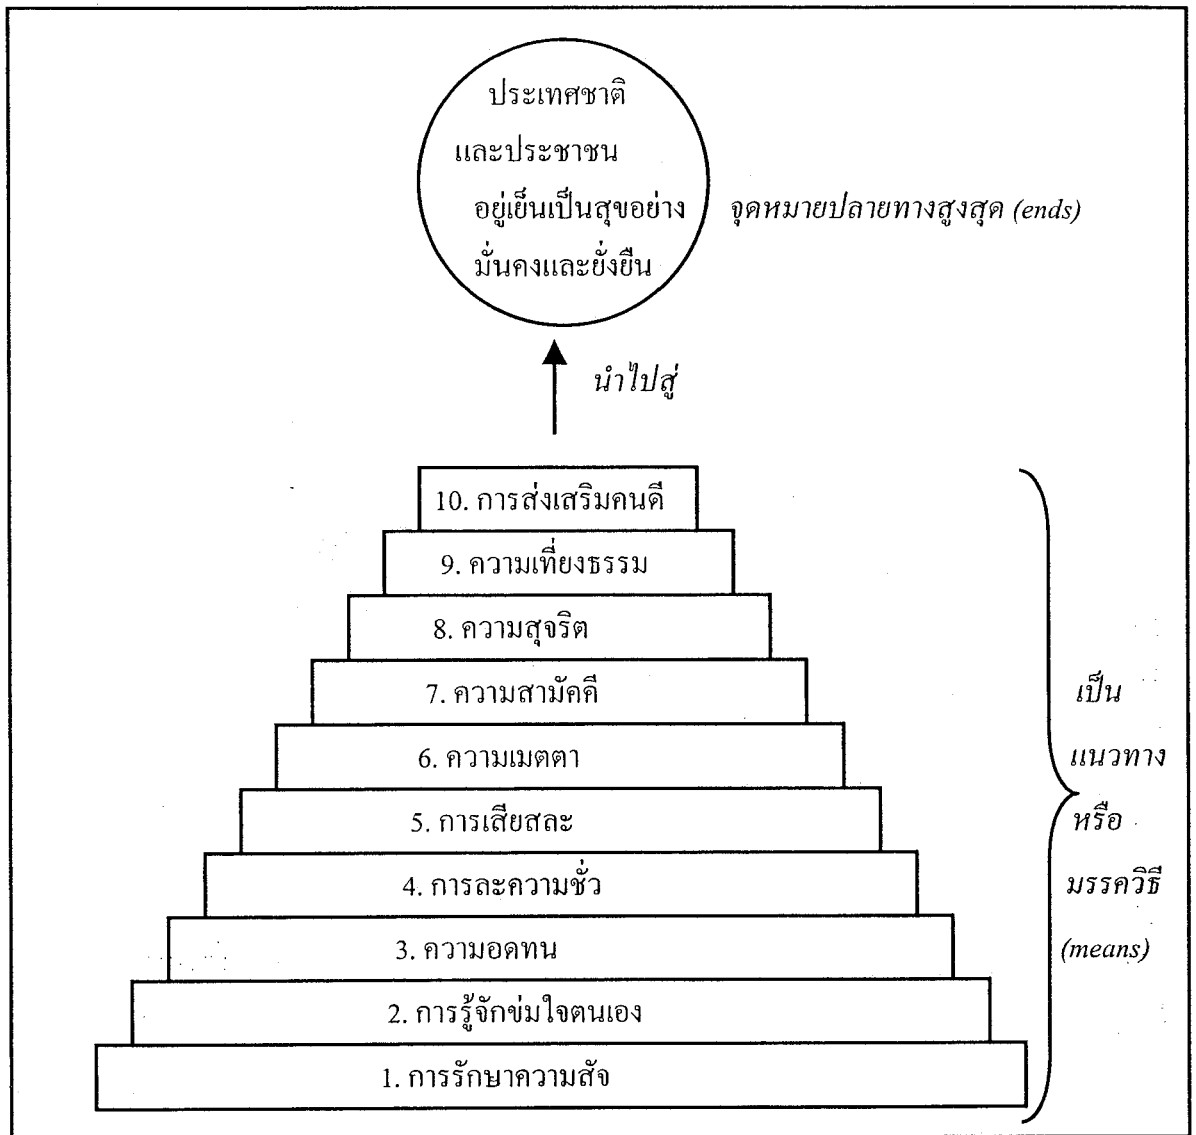 ประเทศชาติ
และประชาชน
อยู่เย็นเป็นสุขอย่าง
มั่นคงและยั่งยืน
จุดหมายปลายทางสูงสุด (ends)
นำไปสู่
10. การส่งเสริมคนดี
9. ความเที่ยงธรรม
8. ความสุจริต
7. ความสามัคคี
6. ความเมตตา
5. การเสียสละ
4. การละความชั่ว
3. ความอดทน
2. การรู้จักข่มใจตนเอง
1. การรักษาความสัจ
เป็น
แนวทาง
หรือ
มรรควิธี
(means)